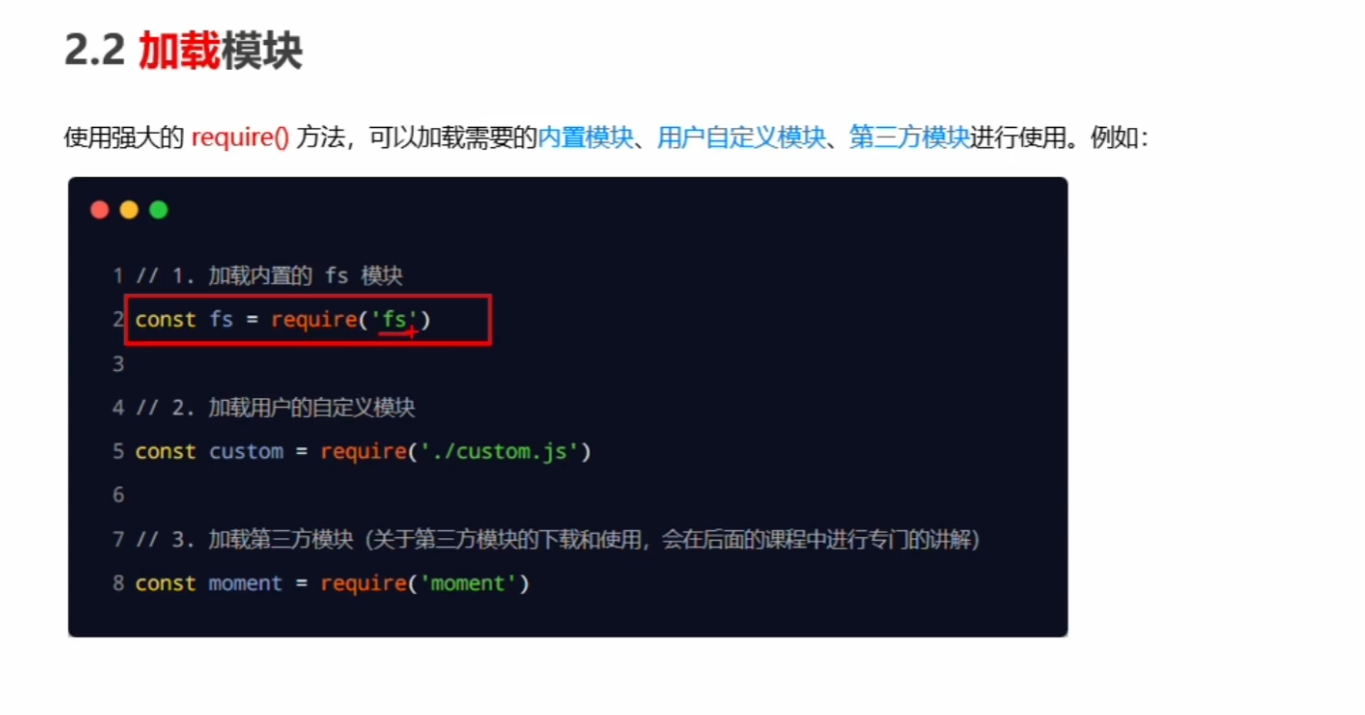 2.2 加载模块
使用强大的 require() 方法，可以加载需要的内置模块、用户自定义模块、第三方模块进行使用。例如：
1 // 1. 加载内置的 fs 模块
2 const fs = require('fs')
3
4 // 2. 加载用户的自定义模块
5 const custom = require('./custom.js')
6
7 // 3. 加载第三方模块（关于第三方模块的下载和使用，会在后面的课程中进行专门的讲解）
8 const moment = require('moment')